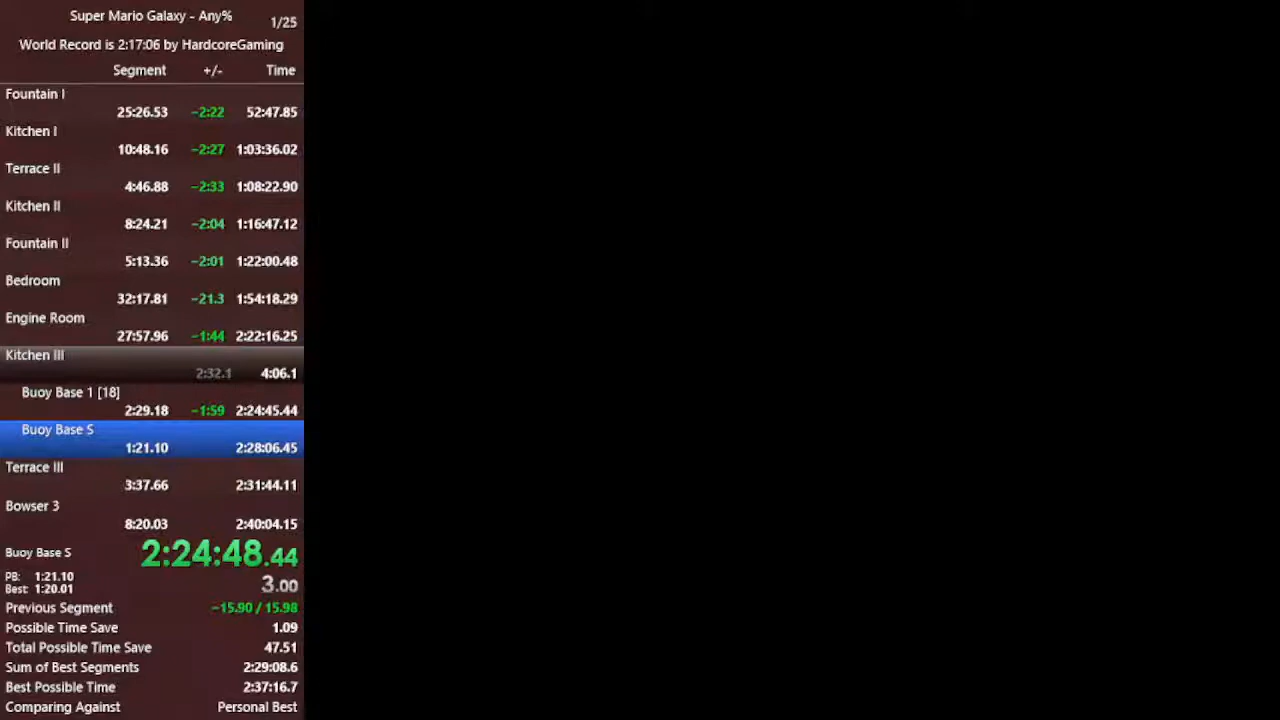 Super Mario Galaxy - Any%
1/25
World Record is 2:17:06 by HardcoreGaming
Segment +/- Time
Fountain I
25:26.53 -2:22 52:47.85
Kitchen I
10:48.16 -2:27 1:03:36.02
Terrace II
4:46.88 -2:33 1:08:22.90
Kitchen II
8:24.21 -2:04 1:16:47.12
Fountain II
5:13.36 -2:01 1:22:00.48
Bedroom
32:17.81 -21.3 1:54:18.29
Engine Room
27:57.96 -1:44 2:22:16.25
Kitchen III
2:32.1 4:06.1
Buoy Base 1 [18]
2:29.18 -1:59 2:24:45.44
Buoy Base S
1:21.10 2:28:06.45
Terrace III
3:37.66 2:31:44.11
Bowser 3
8:20.03 2:40:04.15
Buoy Base S 2:24:48.44
PB: 1:21.10
Best: 1:20.01
3.00
Previous Segment -15.90 / 15.98
Possible Time Save 1.09
Total Possible Time Save 47.51
Sum of Best Segments 2:29:08.6
Best Possible Time 2:37:16.7
Comparing Against Personal Best